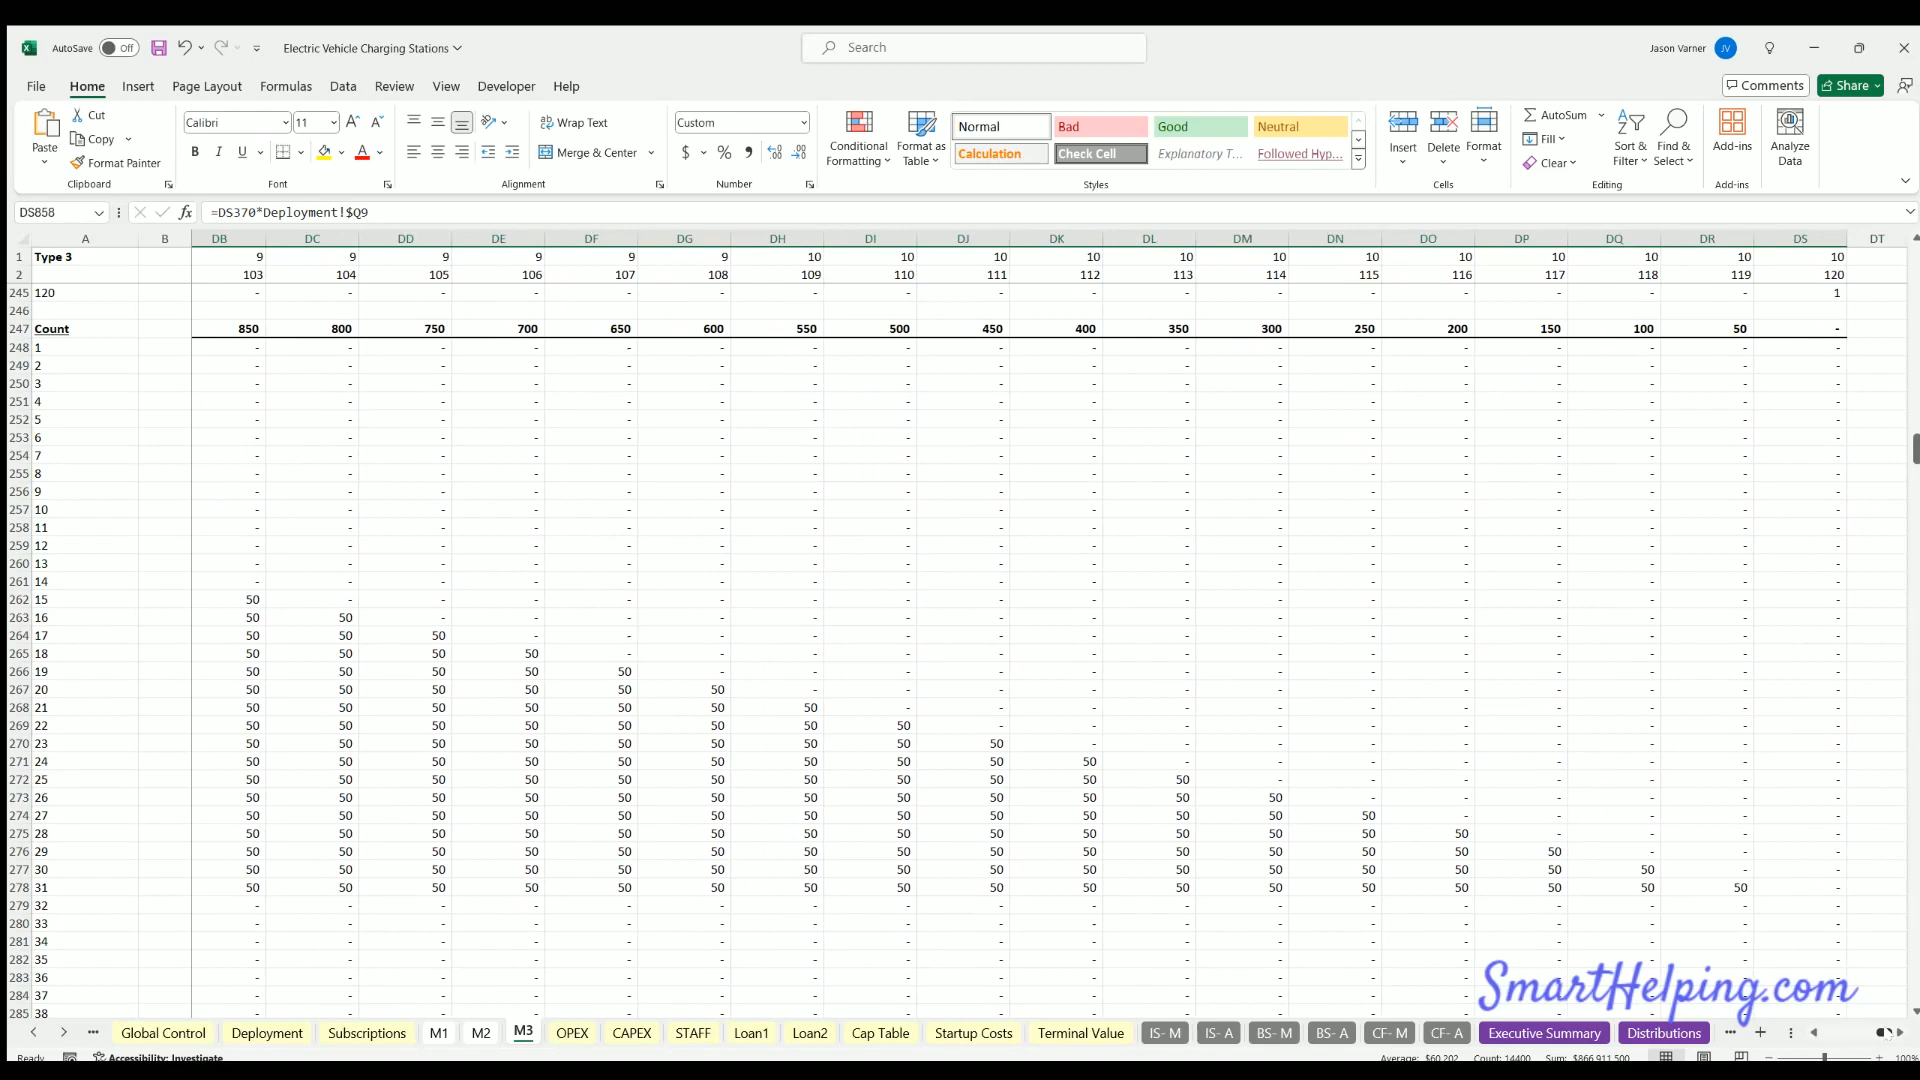 AutoSave Off Electric Vehicle Charging Stations Search Jason Varner JV
File Home Insert Page Layout Formulas Data Review View Developer Help Comments Share
Paste Cut Copy Format Painter Clipboard
Calibri 11 B I U A A Font
Wrap Text Merge & Center Alignment
Custom $ % Number
Conditional Formatting Format as Table Normal Bad Good Neutral Calculation Check Cell Explanatory T... Followed Hyp... Styles
Insert Delete Format Cells
AutoSum Fill Clear Sort & Filter Find & Select Editing
Add-ins Add-ins Analyze Data
DS858 fx =DS370*Deployment!$Q9
A B DB DC DD DE DF DG DH DI DJ DK DL DM DN DO DP DQ DR DS DT
1 Type 3 9 9 9 9 9 9 10 10 10 10 10 10 10 10 10 10 10 10
2 103 104 105 106 107 108 109 110 111 112 113 114 115 116 117 118 119 120
245 120 - - - - - - - - - - - - - - - - - 1
246
247 Count 850 800 750 700 650 600 550 500 450 400 350 300 250 200 150 100 50 -
248 1 - - - - - - - - - - - - - - - - - -
249 2 - - - - - - - - - - - - - - - - - -
250 3 - - - - - - - - - - - - - - - - - -
251 4 - - - - - - - - - - - - - - - - - -
252 5 - - - - - - - - - - - - - - - - - -
253 6 - - - - - - - - - - - - - - - - - -
254 7 - - - - - - - - - - - - - - - - - -
255 8 - - - - - - - - - - - - - - - - - -
256 9 - - - - - - - - - - - - - - - - - -
257 10 - - - - - - - - - - - - - - - - - -
258 11 - - - - - - - - - - - - - - - - - -
259 12 - - - - - - - - - - - - - - - - - -
260 13 - - - - - - - - - - - - - - - - - -
261 14 - - - - - - - - - - - - - - - - - -
262 15 50 - - - - - - - - - - - - - - - - -
263 16 50 50 - - - - - - - - - - - - - - - -
264 17 50 50 50 - - - - - - - - - - - - - - -
265 18 50 50 50 50 - - - - - - - - - - - - - -
266 19 50 50 50 50 50 - - - - - - - - - - - - -
267 20 50 50 50 50 50 50 - - - - - - - - - - - -
268 21 50 50 50 50 50 50 50 - - - - - - - - - - -
269 22 50 50 50 50 50 50 50 50 - - - - - - - - - -
270 23 50 50 50 50 50 50 50 50 50 - - - - - - - - -
271 24 50 50 50 50 50 50 50 50 50 50 - - - - - - - -
272 25 50 50 50 50 50 50 50 50 50 50 50 - - - - - - -
273 26 50 50 50 50 50 50 50 50 50 50 50 50 - - - - - -
274 27 50 50 50 50 50 50 50 50 50 50 50 50 50 - - - - -
275 28 50 50 50 50 50 50 50 50 50 50 50 50 50 50 - - - -
276 29 50 50 50 50 50 50 50 50 50 50 50 50 50 50 50 - - -
277 30 50 50 50 50 50 50 50 50 50 50 50 50 50 50 50 50 - -
278 31 50 50 50 50 50 50 50 50 50 50 50 50 50 50 50 50 50 -
279 32 - - - - - - - - - - - - - - - - - -
280 33 - - - - - - - - - - - - - - - - - -
281 34 - - - - - - - - - - - - - - - - - -
282 35 - - - - - - - - - - - - - - - - - -
283 36 - - - - - - - - - - - - - - - - - -
284 37 - - - - - - - - - - - - - - - - - -
285 38
SmartHelping.com
Global Control Deployment Subscriptions M1 M2 M3 OPEX CAPEX STAFF Loan1 Loan2 Cap Table Startup Costs Terminal Value IS- M IS- A BS- M BS- A CF- M CF- A Executive Summary Distributions
Ready Accessibility: Investigate Average: $60,202 Count: 14400 Sum: $866,911,500 100%